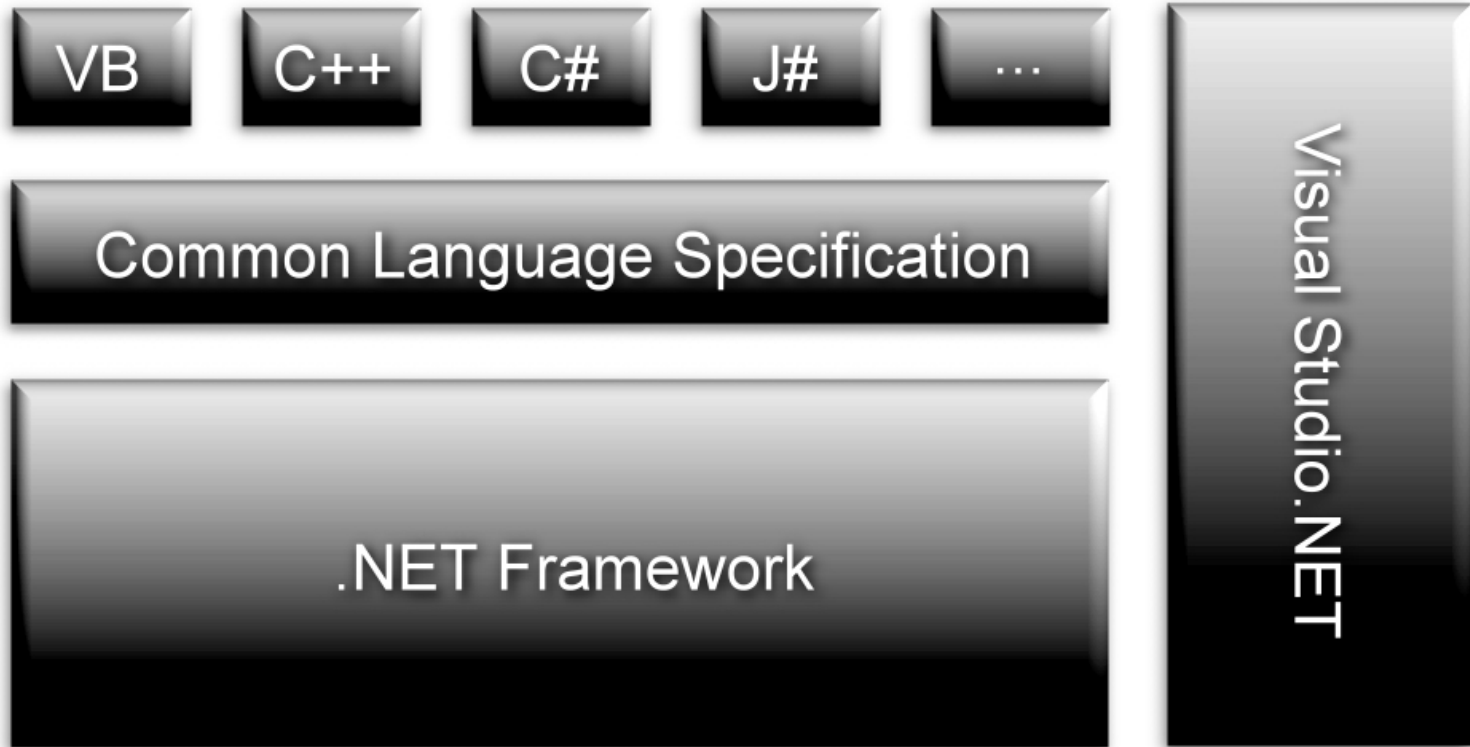 VB
C++
C#
J#
...
Common Language Specification
.NET Framework
Visual Studio.NET